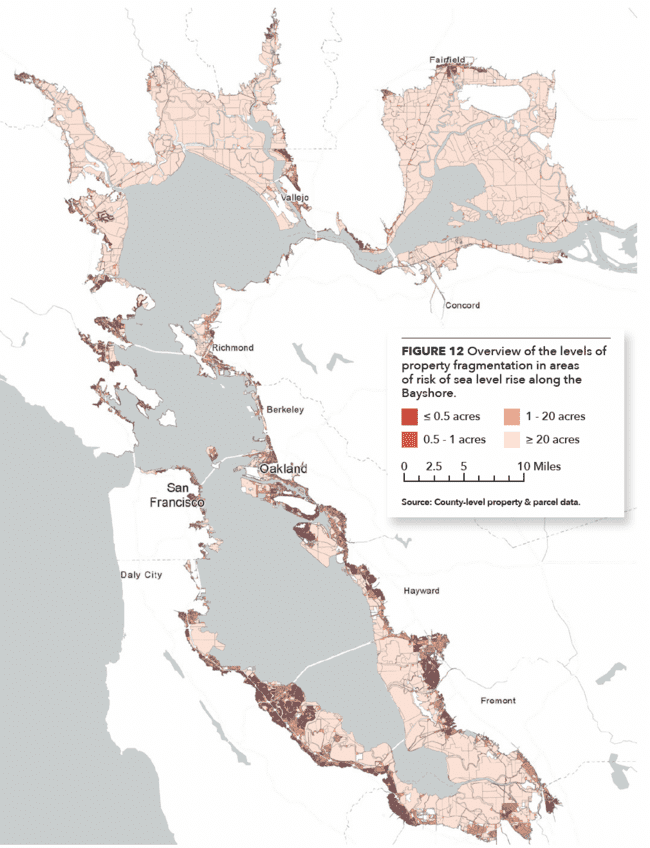 Fairfield
Vallejo
Concord
Richmond
Berkeley
Oakland
San
Francisco
Daly City
Hayward
Fremont
FIGURE 12 Overview of the levels of
property fragmentation in areas
of risk of sea level rise along the
Bayshore.
≤ 0.5 acres
1 - 20 acres
0.5 - 1 acres
≥ 20 acres
0 2.5 5 10 Miles
Source: County-level property & parcel data.